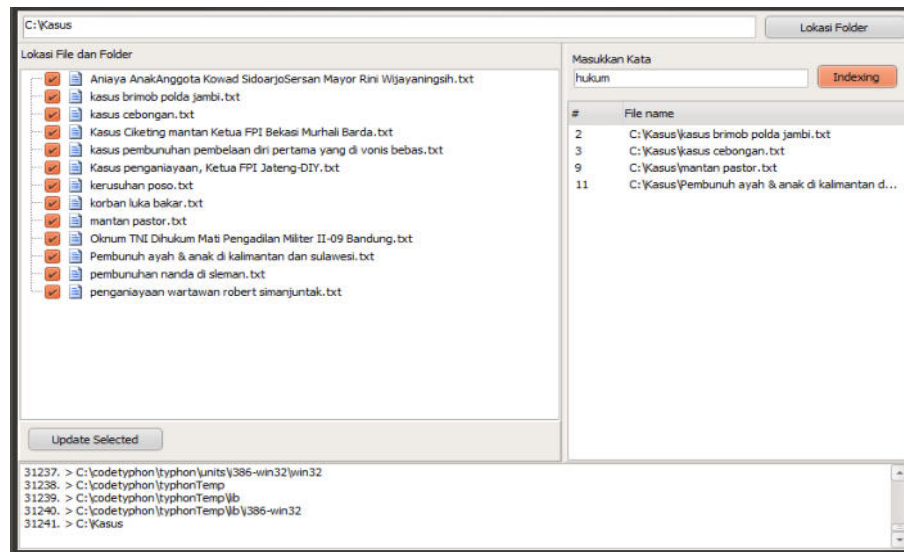 C:\Kasus
Lokasi Folder
Lokasi File dan Folder
Aniaya AnakAnggota Kowad SidoarjoSersan Mayor Rini Wijayaningsih.txt
kasus brimob polda jambi.txt
kasus cebongan.txt
Kasus Ciketing mantan Ketua FPI Bekasi Murhali Barda.txt
kasus pembunuhan pembelaan diri pertama yang di vonis bebas.txt
Kasus penganiayaan, Ketua FPI Jateng-DIY.txt
kerusuhan poso.txt
korban luka bakar.txt
mantan pastor.txt
Oknum TNI Dihukum Mati Pengadilan Militer II-09 Bandung.txt
Pembunuh ayah & anak di kalimantan dan sulawesi.txt
pembunuhan nanda di sleman.txt
penganiayaan wartawan robert simanjuntak.txt
Update Selected
Masukkan Kata
hukum
Indexing
# File name
2 C:\Kasus\kasus brimob polda jambi.txt
3 C:\Kasus\kasus cebongan.txt
9 C:\Kasus\mantan pastor.txt
11 C:\Kasus\Pembunuh ayah & anak di kalimantan d...
31237. > C:\codetyphon\typhon\units\i386-win32\win32
31238. > C:\codetyphon\typhonTemp
31239. > C:\codetyphon\typhonTemp\lib
31240. > C:\codetyphon\typhonTemp\lib\i386-win32
31241. > C:\Kasus